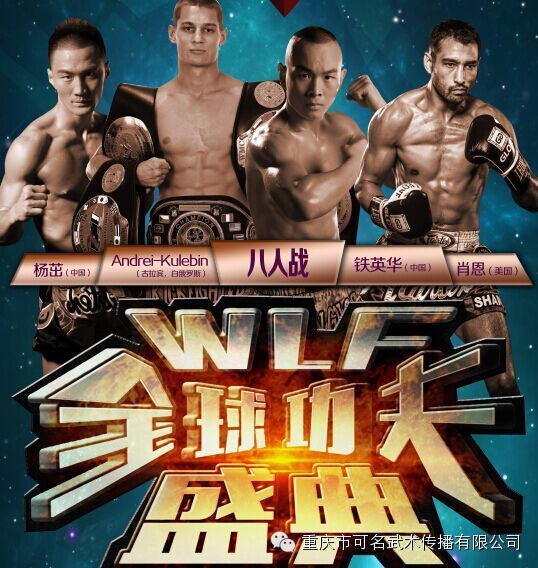 杨茁（中国）
Andrei-Kulebin
（古拉宾，白俄罗斯）
八人战
铁英华（中国）
肖恩（美国）
SHA
WLF
全球功夫
盛典
重庆市可名武术传播有限公司